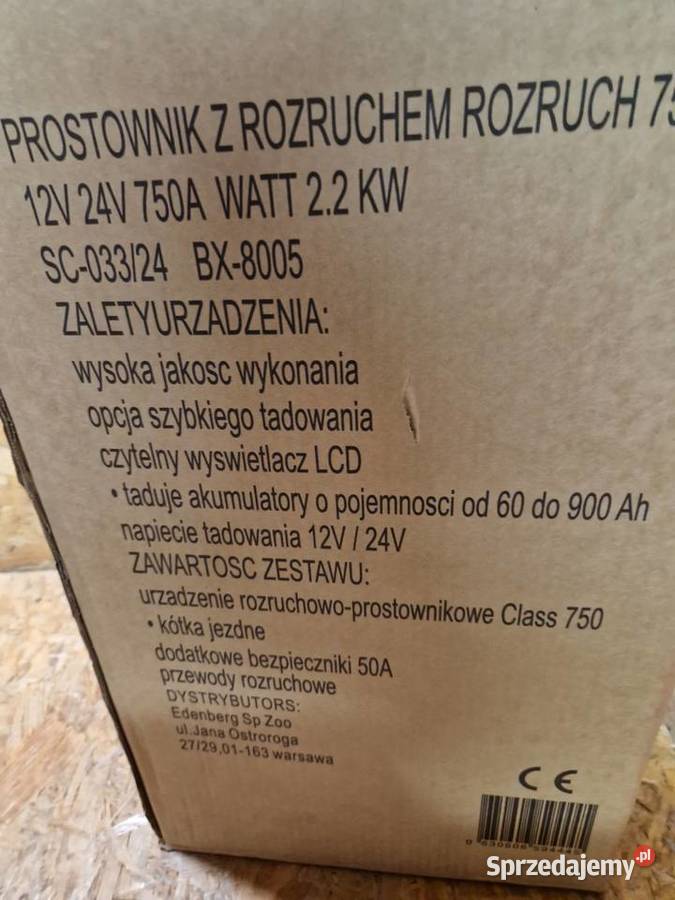 PROSTOWNIK Z ROZRUCHEM ROZRUCH
12V 24V 750A WATT 2.2 KW
SC-033/24 BX-8005
ZALETYURZADZENIA:
wysoka jakosc wykonania
opcja szybkiego tadowania
czytelny wyswietlacz LCD
• taduje akumulatory o pojemnosci od 60 do 900 Ah
napiecie tadowania 12V / 24V
ZAWARTOSC ZESTAWU:
urzadzenie rozruchowo-prostownikowe Class 750
• kótka jezdne
dodatkowe bezpieczniki 50A
przewody rozruchowe
DYSTRYBUTORS:
Edenberg Sp Zoo
ul.Jana Ostroroga
27/29,01-163 warsawa
CE
Sprzedajemy.pl